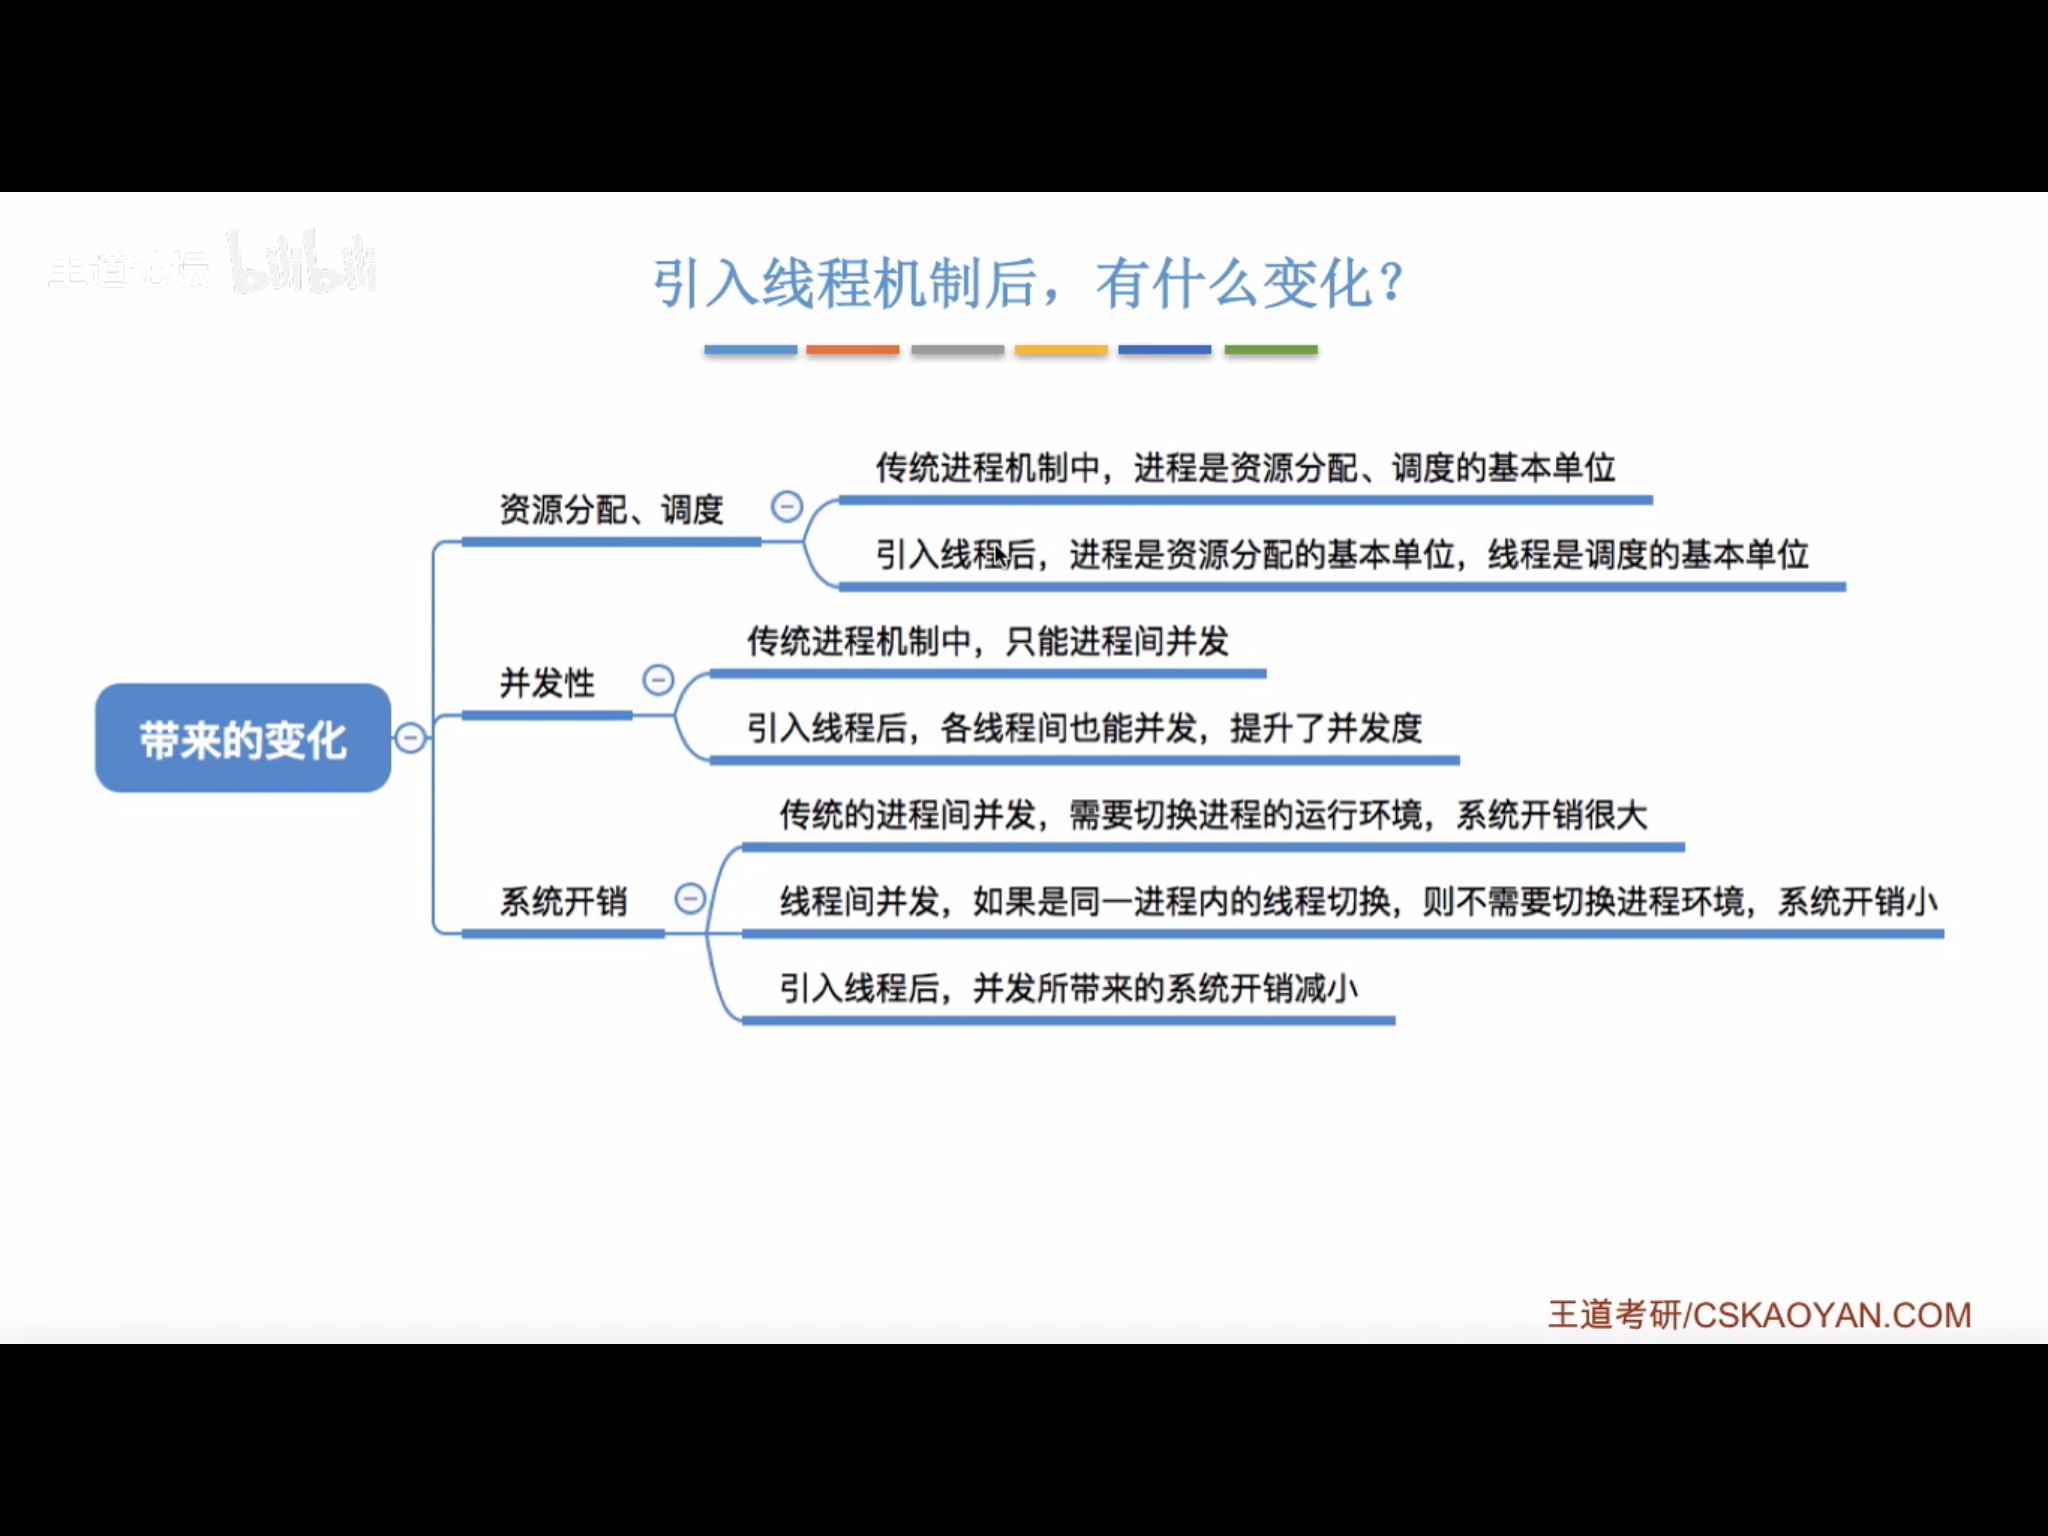 王道论坛 bilibili
引入线程机制后，有什么变化？
传统进程机制中，进程是资源分配、调度的基本单位
资源分配、调度
引入线程后，进程是资源分配的基本单位，线程是调度的基本单位
传统进程机制中，只能进程间并发
并发性
引入线程后，各线程间也能并发，提升了并发度
带来的变化
传统的进程间并发，需要切换进程的运行环境，系统开销很大
系统开销
线程间并发，如果是同一进程内的线程切换，则不需要切换进程环境，系统开销小
引入线程后，并发所带来的系统开销减小
王道考研/CSKAOYAN.COM